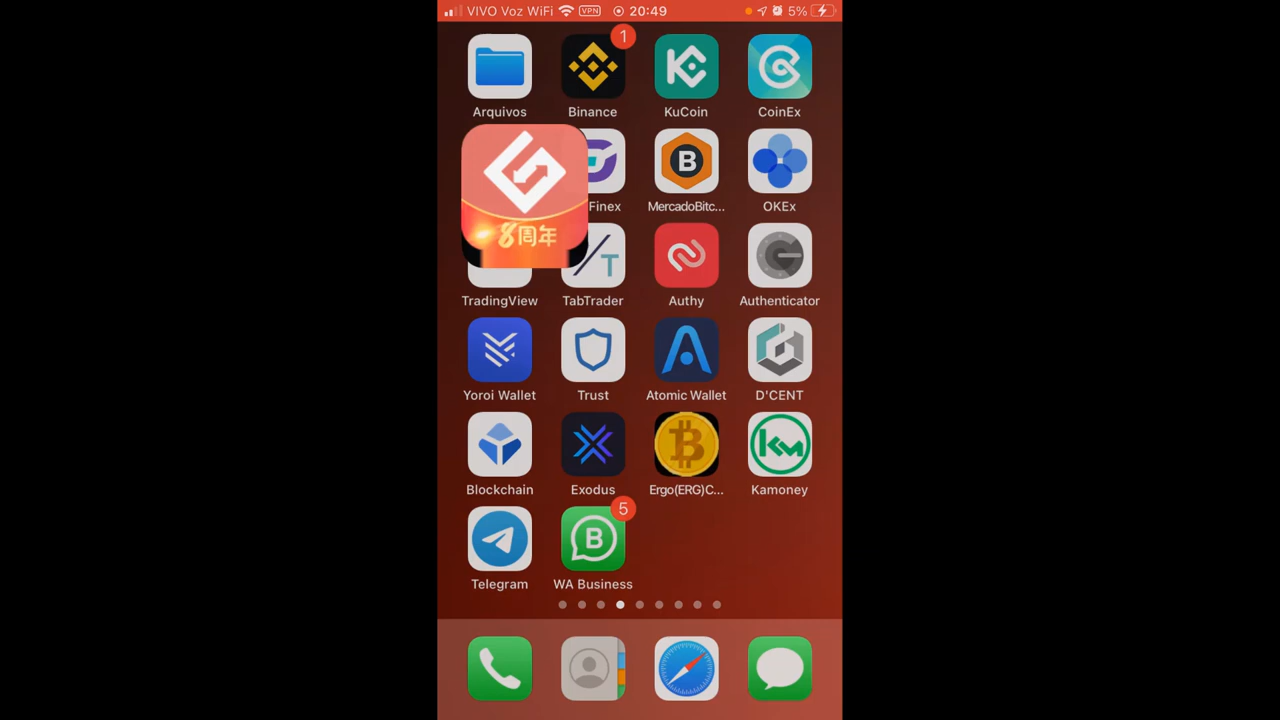 VIVO Voz WiFi VPN 20:49 5%
1
Arquivos Binance KuCoin CoinEx
8周年
Finex MercadoBitc... OKEx
TradingView TabTrader Authy Authenticator
Yoroi Wallet Trust Atomic Wallet D'CENT
Blockchain Exodus Ergo(ERG)C... Kamoney
5
Telegram WA Business